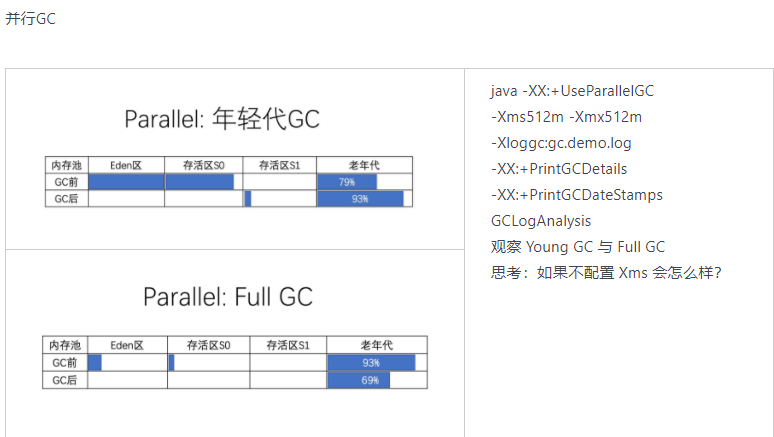 并行GC
Parallel: 年轻代GC
内存池 Eden区 存活区S0 存活区S1 老年代
GC前 79%
GC后 93%
Parallel: Full GC
内存池 Eden区 存活区S0 存活区S1 老年代
GC前 93%
GC后 69%
java -XX:+UseParallelGC
-Xms512m -Xmx512m
-Xloggc:gc.demo.log
-XX:+PrintGCDetails
-XX:+PrintGCDateStamps
GCLogAnalysis
观察 Young GC 与 Full GC
思考：如果不配置 Xms 会怎么样？